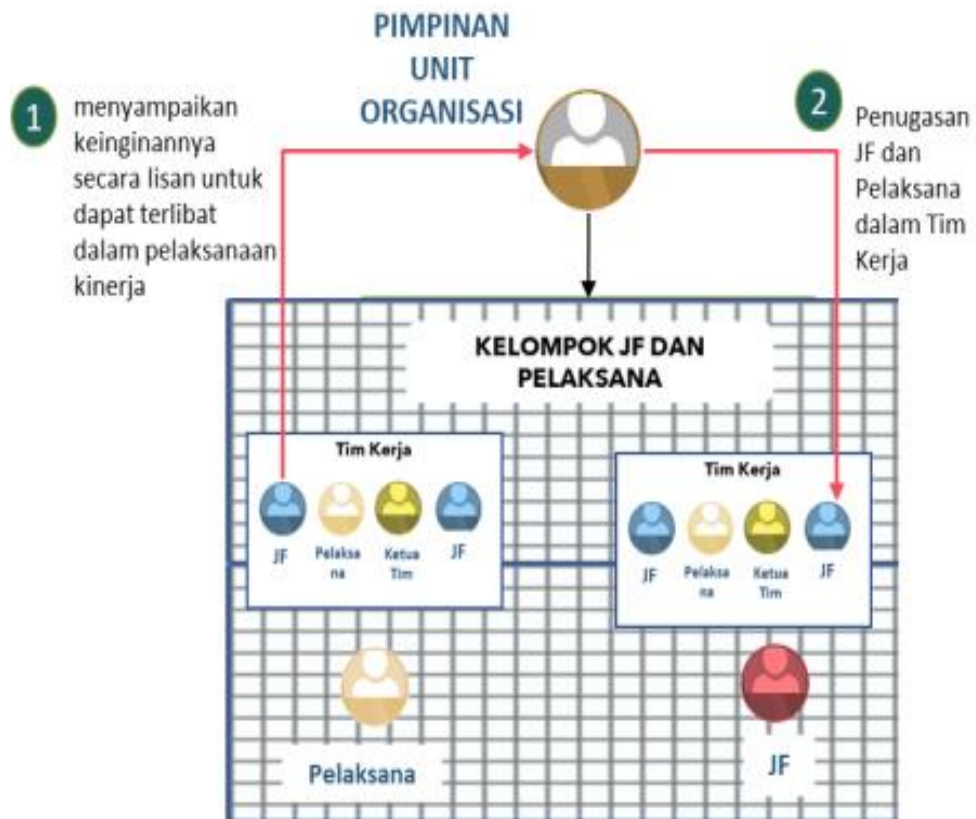 PIMPINAN
UNIT
ORGANISASI
1
menyampaikan
keinginannya
secara lisan untuk
dapat terlibat
dalam pelaksanaan
kinerja
2
Penugasan
JF dan
Pelaksana
dalam Tim
Kerja
KELOMPOK JF DAN
PELAKSANA
Tim Kerja
JF
Pelaksa
na
Ketua
Tim
JF
Tim Kerja
JF
Pelaksa
na
Ketua
Tim
JF
Pelaksana
JF